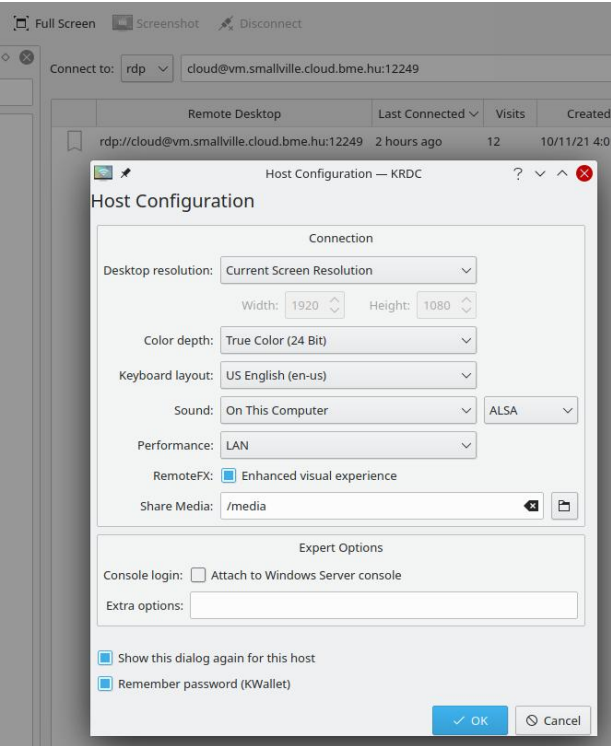 Full Screen Screenshot Disconnect
Connect to: rdp cloud@vm.smallville.cloud.bme.hu:12249
Remote Desktop Last Connected Visits Created
rdp://cloud@vm.smallville.cloud.bme.hu:12249 2 hours ago 12 10/11/21 4:0
Host Configuration — KRDC
Host Configuration
Connection
Desktop resolution: Current Screen Resolution
Width: 1920 Height: 1080
Color depth: True Color (24 Bit)
Keyboard layout: US English (en-us)
Sound: On This Computer ALSA
Performance: LAN
RemoteFX: Enhanced visual experience
Share Media: /media
Expert Options
Console login: Attach to Windows Server console
Extra options:
Show this dialog again for this host
Remember password (KWallet)
OK Cancel